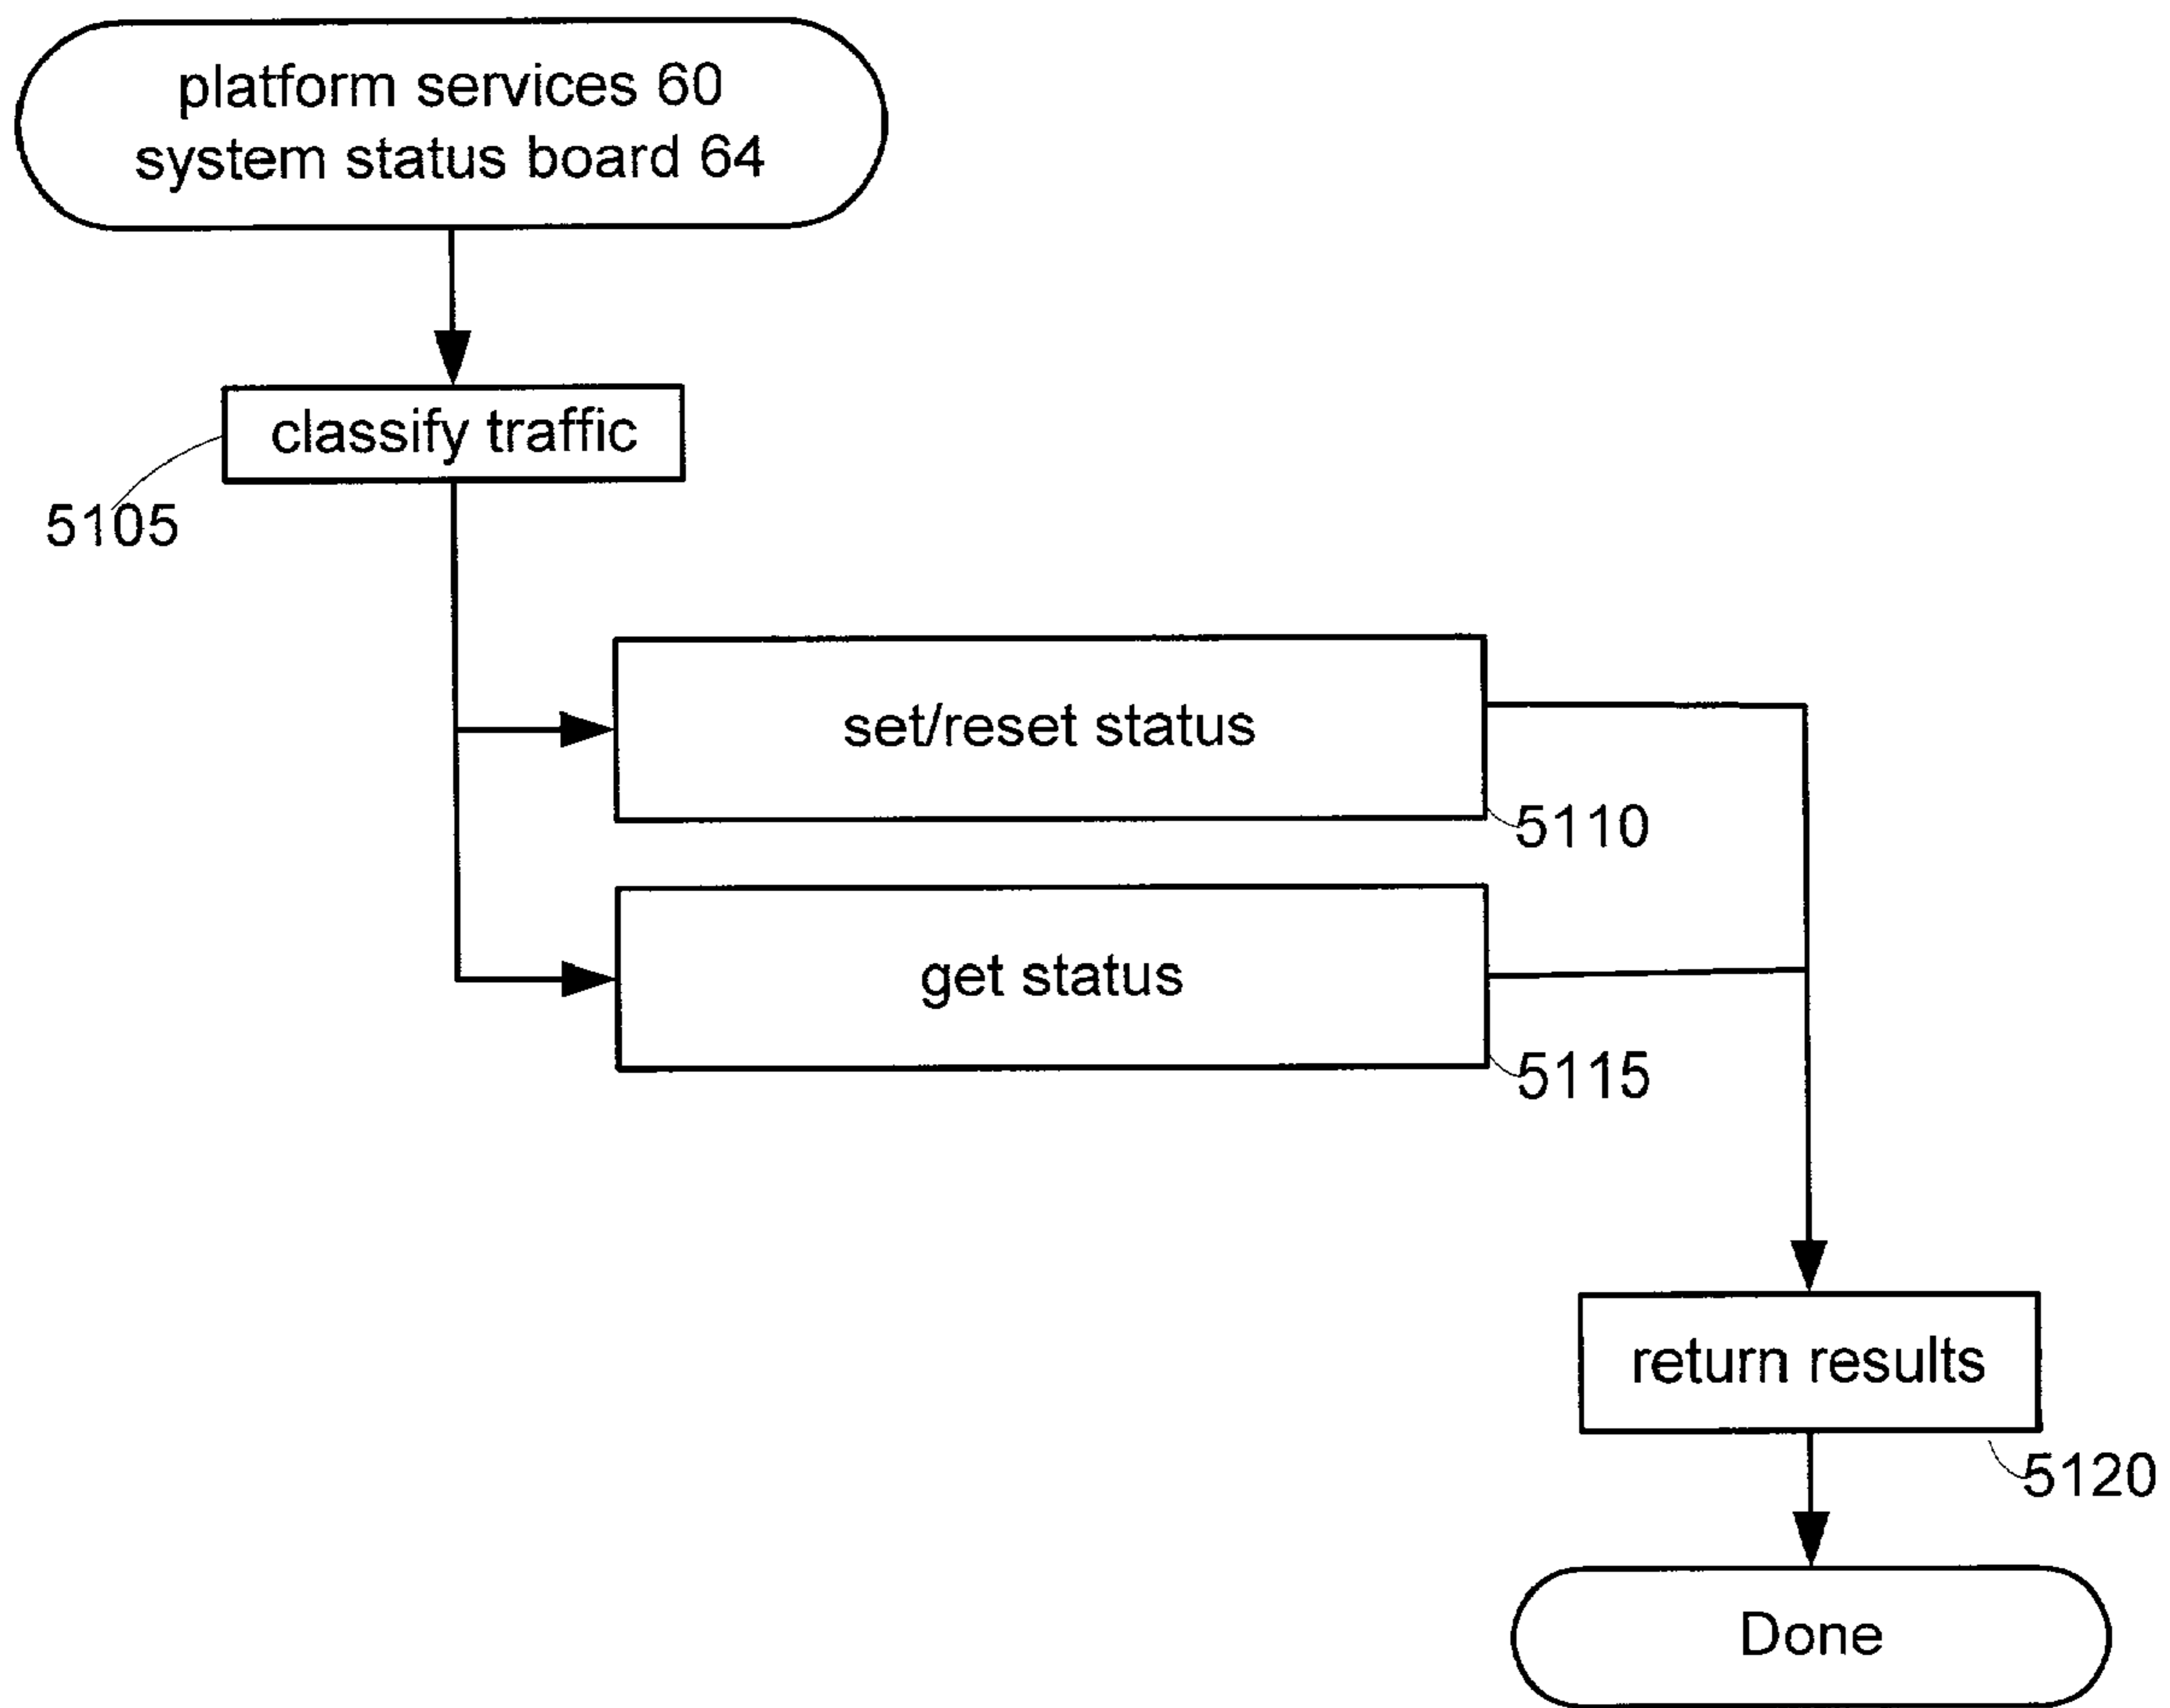 platform services 60
system status board 64
classify traffic
5105
set/reset status
5110
get status
5115
return results
5120
Done